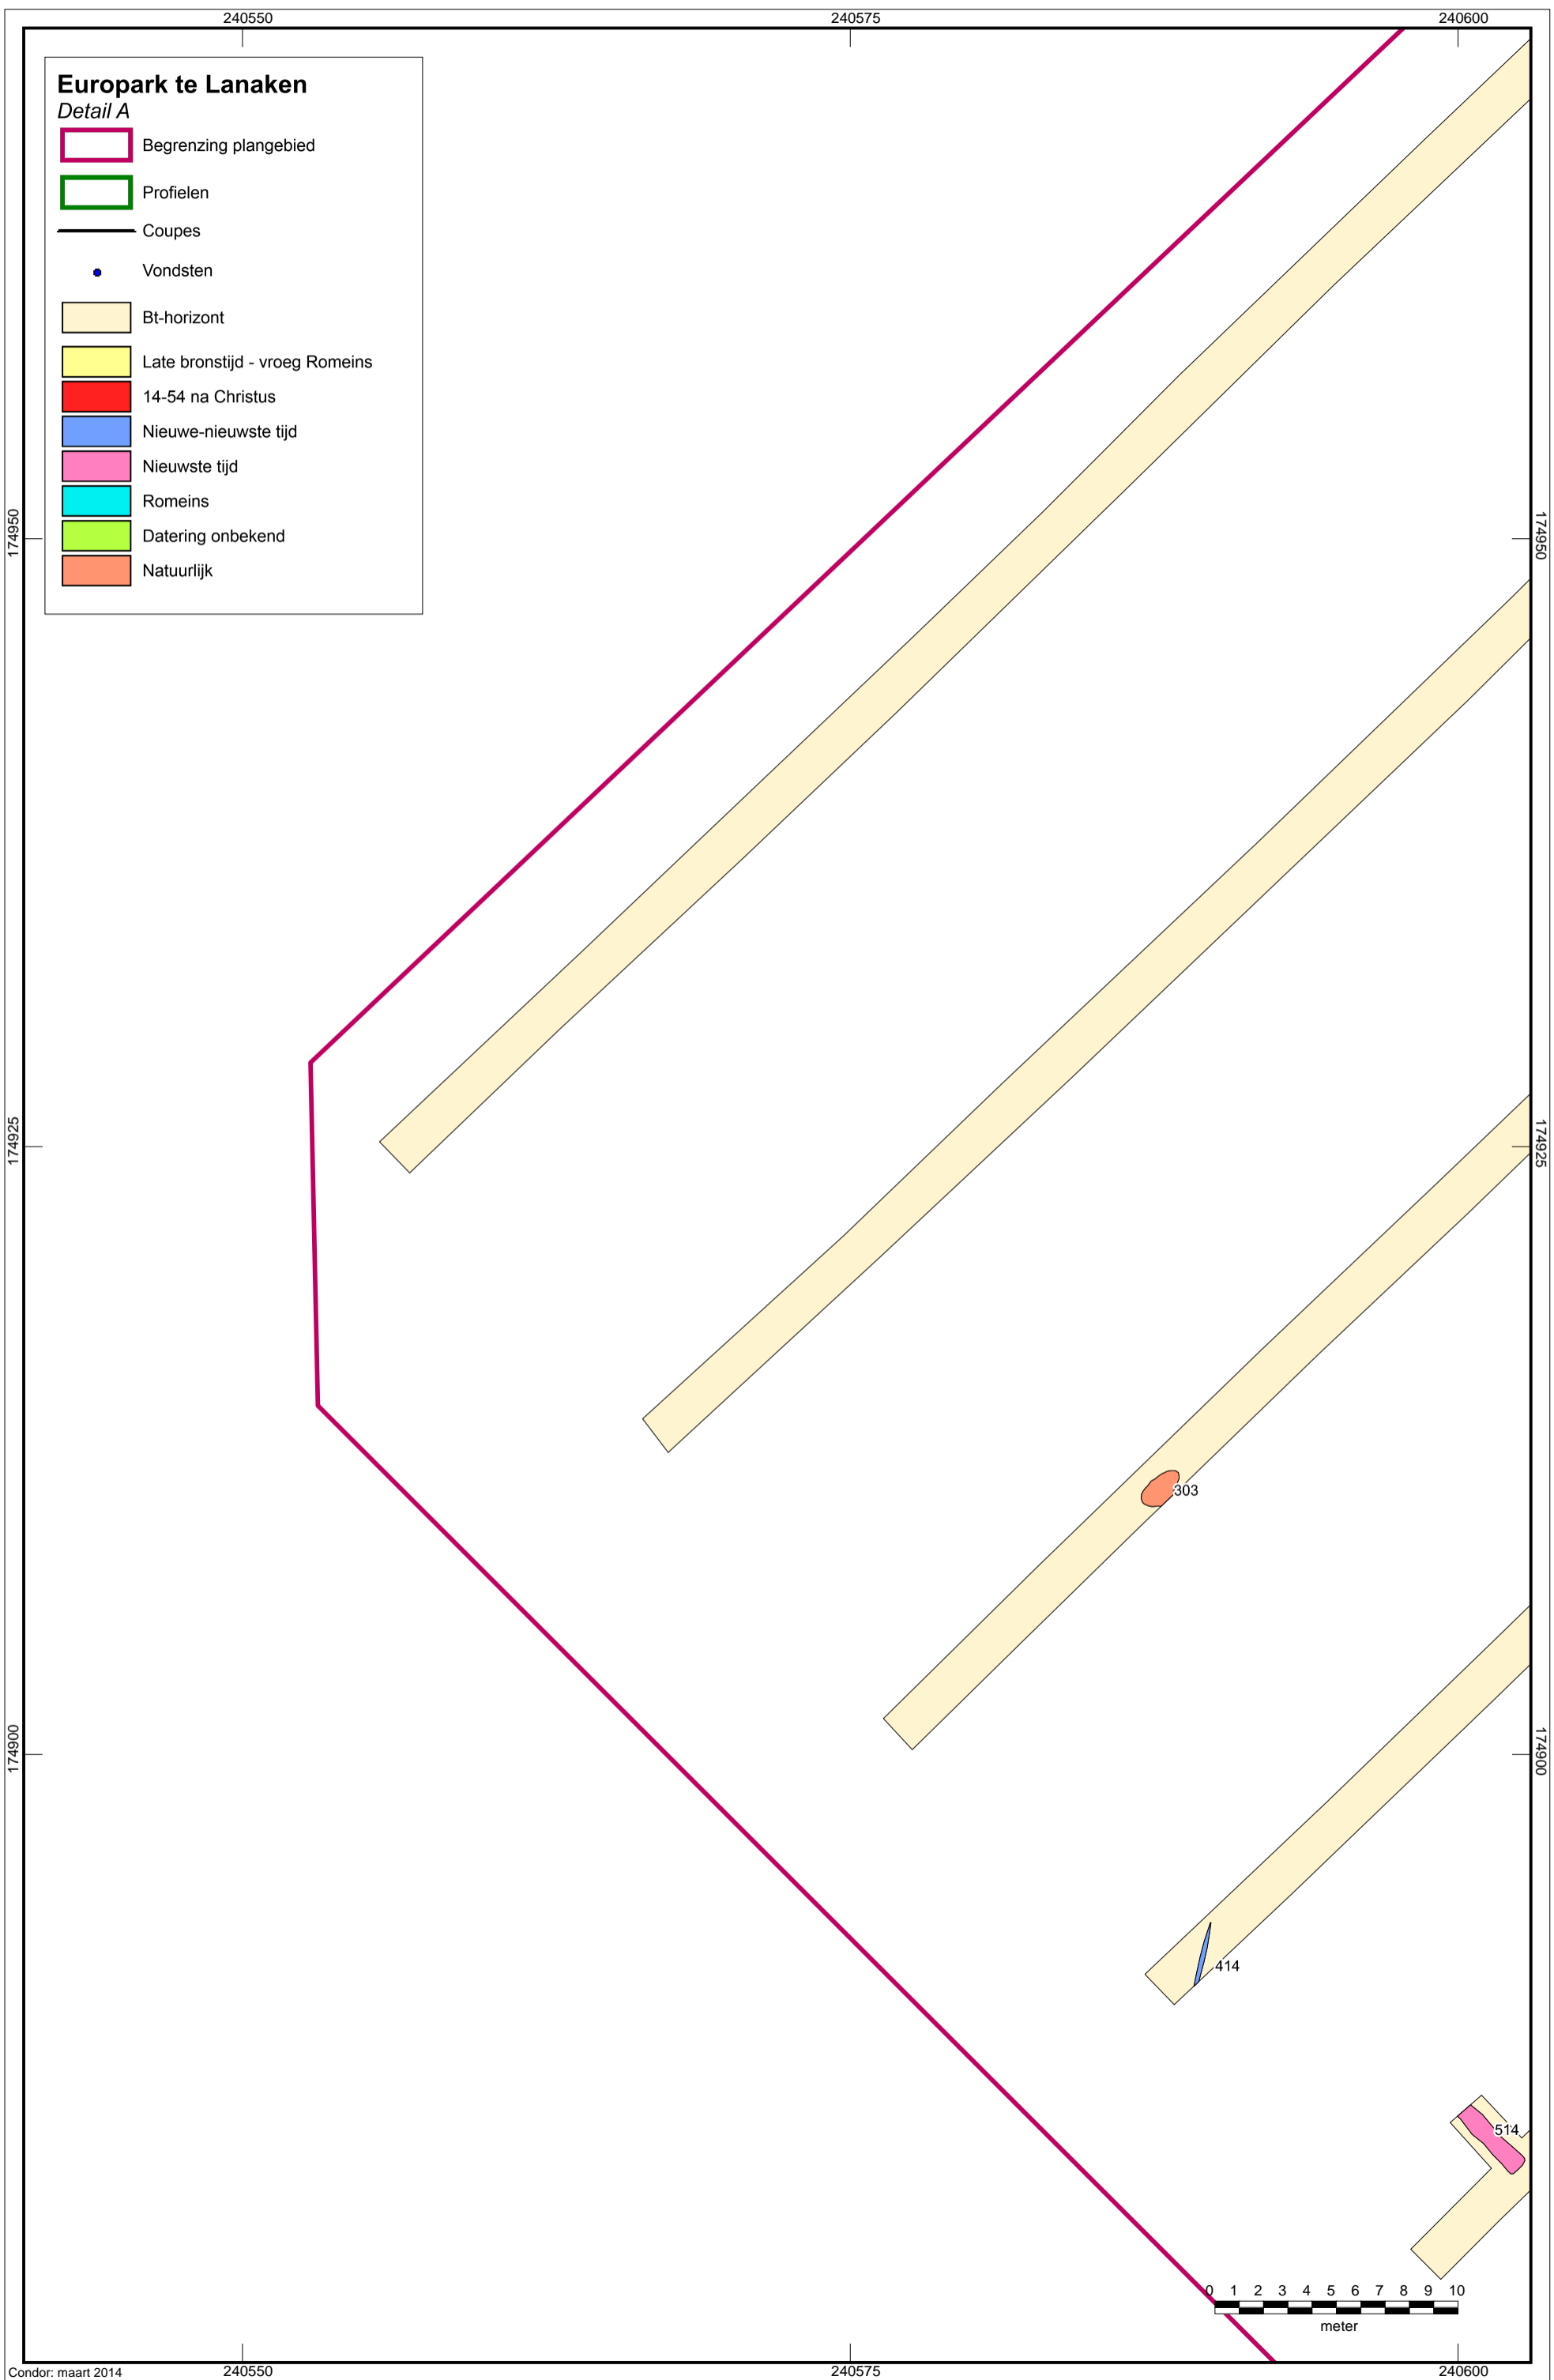 240550 240575 240600
Europark te Lanaken
Detail A
Begrenzing plangebied
Profielen
Coupes
Vondsten
Bt-horizont
Late bronstijd - vroeg Romeins
14-54 na Christus
Nieuwe-nieuwste tijd
Nieuwste tijd
Romeins
Datering onbekend
Natuurlijk
174950 174950
174925 174925
303
174900 174900
414
514
0 1 2 3 4 5 6 7 8 9 10
meter
Condor: maart 2014
240550 240575 240600